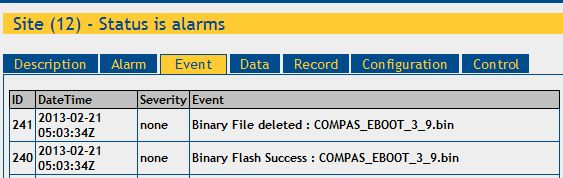 Site (12) - Status is alarms
Description Alarm Event Data Record Configuration Control
ID DateTime Severity Event
241 2013-02-21 05:03:34Z none Binary File deleted : COMPAS_EBOOT_3_9.bin
240 2013-02-21 05:03:34Z none Binary Flash Success : COMPAS_EBOOT_3_9.bin